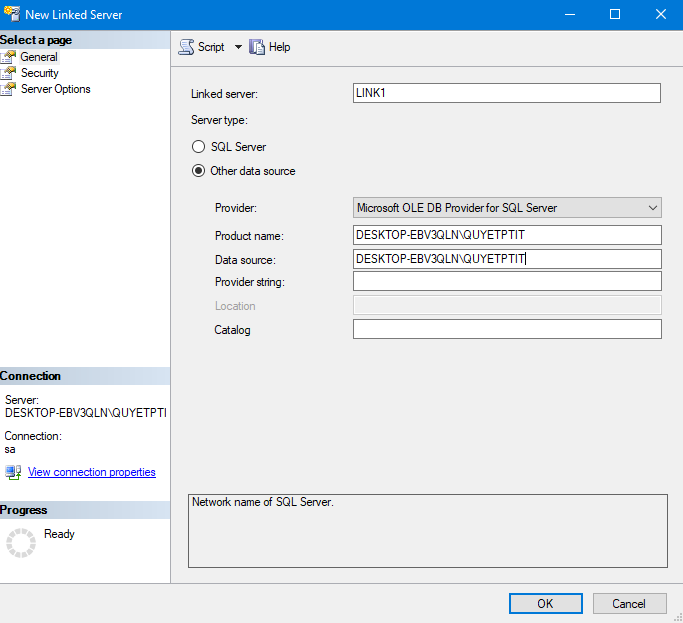 New Linked Server
Select a page
General
Security
Server Options
Script
Help
Linked server:
LINK1
Server type:
SQL Server
Other data source
Provider:
Microsoft OLE DB Provider for SQL Server
Product name:
DESKTOP-EBV3QLN\QUYETPTIT
Data source:
DESKTOP-EBV3QLN\QUYETPTIT
Provider string:
Location
Catalog
Connection
Server:
DESKTOP-EBV3QLN\QUYETPTI
Connection:
sa
View connection properties
Progress
Ready
Network name of SQL Server.
OK
Cancel